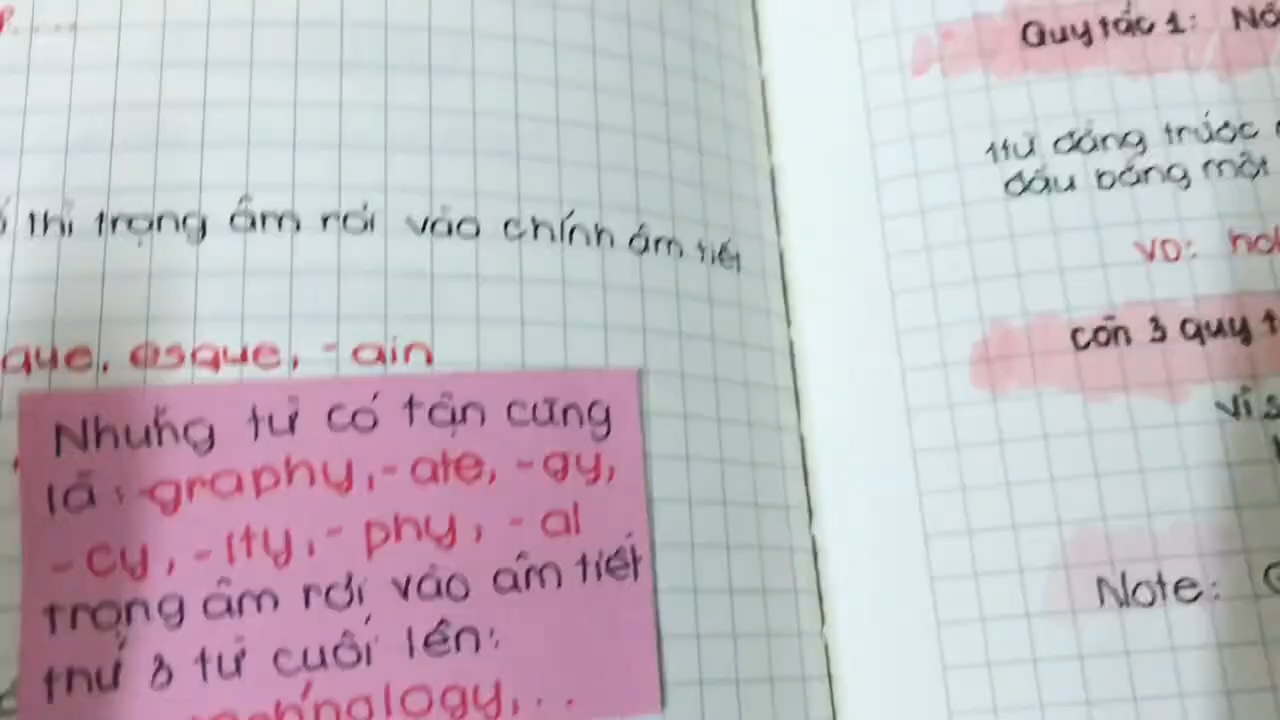 thì trọng âm rơi vào chính âm tiết
que, esque, -ain
Những từ có tận cùng
là: -graphy, -ate, -gy,
-cy, -ity, -phy, -al
trọng âm rơi vào âm tiết
thứ 3 từ cuối lên:
nology,...
Quy tắc 1:
đứng trước
dấu bằng một
VD:
còn 3 quy t
Note: